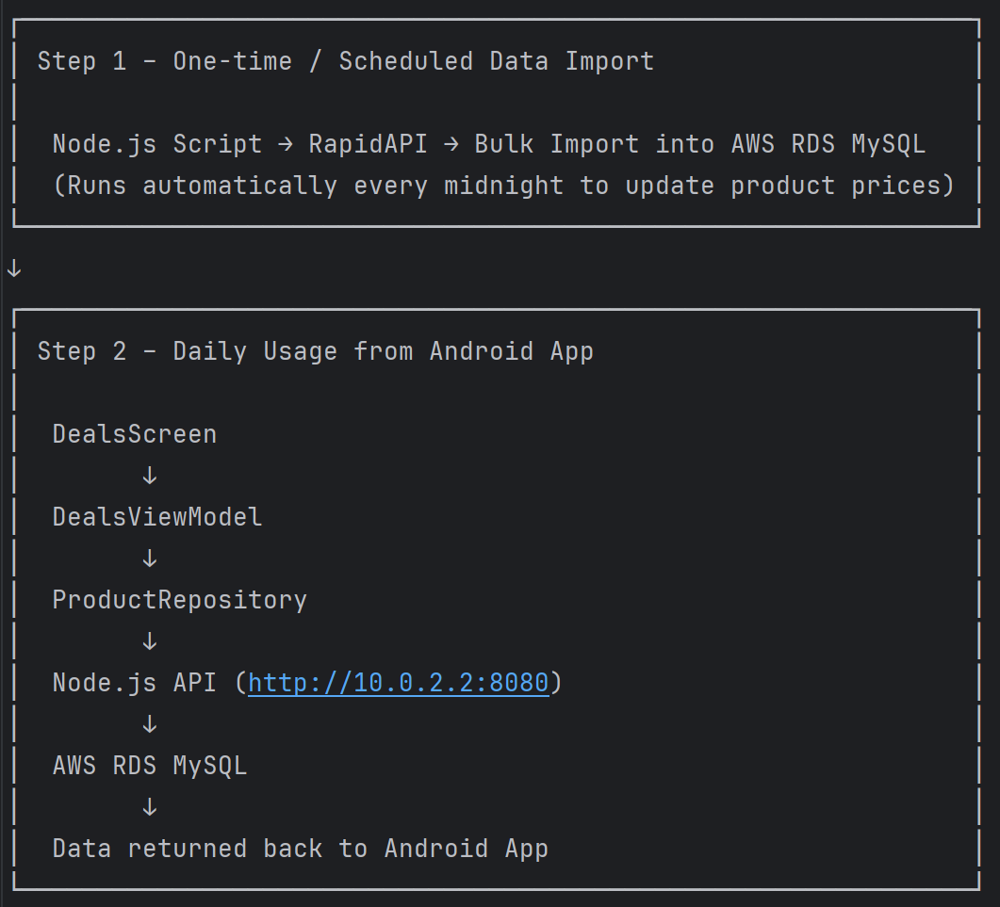 Step 1 – One-time / Scheduled Data Import
Node.js Script → RapidAPI → Bulk Import into AWS RDS MySQL
(Runs automatically every midnight to update product prices)
↓
Step 2 – Daily Usage from Android App
DealsScreen
↓
DealsViewModel
↓
ProductRepository
↓
Node.js API (http://10.0.2.2:8080)
↓
AWS RDS MySQL
↓
Data returned back to Android App